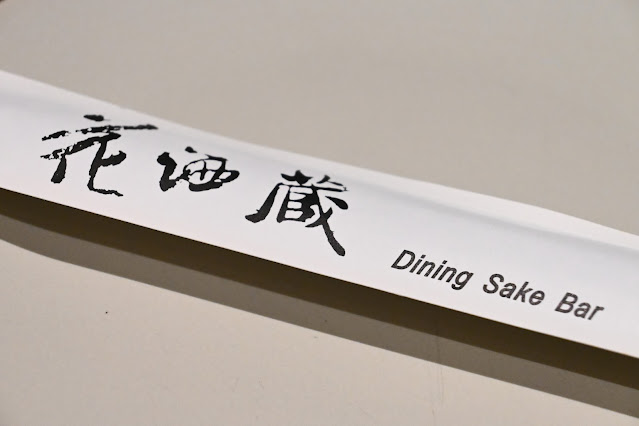 花酒蔵
Dining Sake Bar